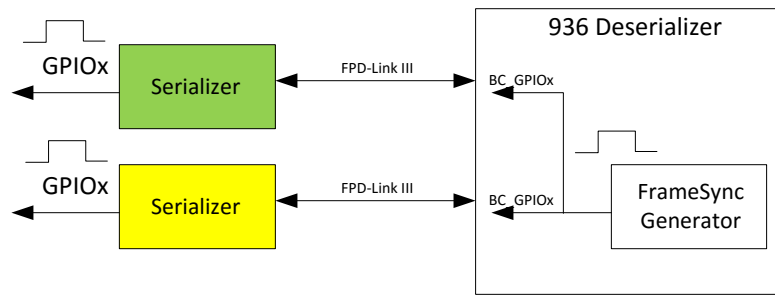 936 Deserializer
GPIOx
Serializer
FPD-Link III
BC_GPIOx
GPIOx
Serializer
FPD-Link III
BC_GPIOx
FrameSync
Generator